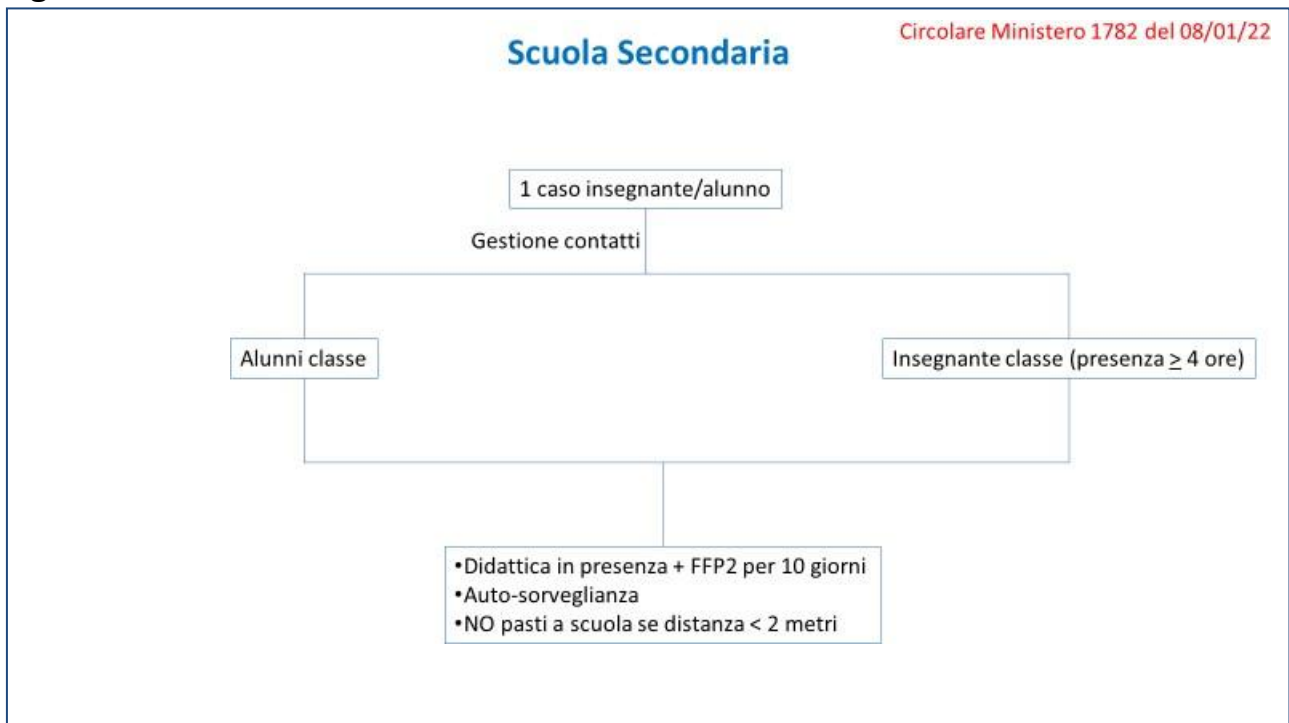 Circolare Ministero 1782 del 08/01/22
Scuola Secondaria
1 caso insegnante/alunno
Gestione contatti
Alunni classe
Insegnante classe (presenza ≥ 4 ore)
•Didattica in presenza + FFP2 per 10 giorni
•Auto-sorveglianza
•NO pasti a scuola se distanza < 2 metri